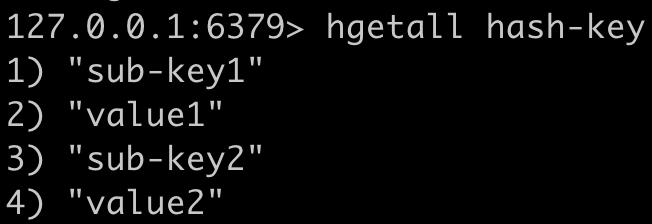 127.0.0.1:6379> hgetall hash-key
1) "sub-key1"
2) "value1"
3) "sub-key2"
4) "value2"